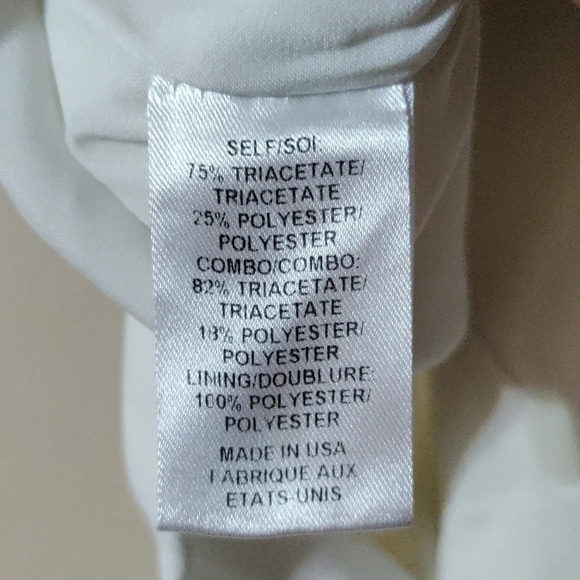 SELF/SOI:
75% TRIACETATE/
TRIACETATE
25% POLYESTER/
POLYESTER
COMBO/COMBO:
82% TRIACETATE/
TRIACETATE
18% POLYESTER/
POLYESTER
LINING/DOUBLURE:
100% POLYESTER/
POLYESTER
MADE IN USA
FABRIQUE AUX
ETATS-UNIS